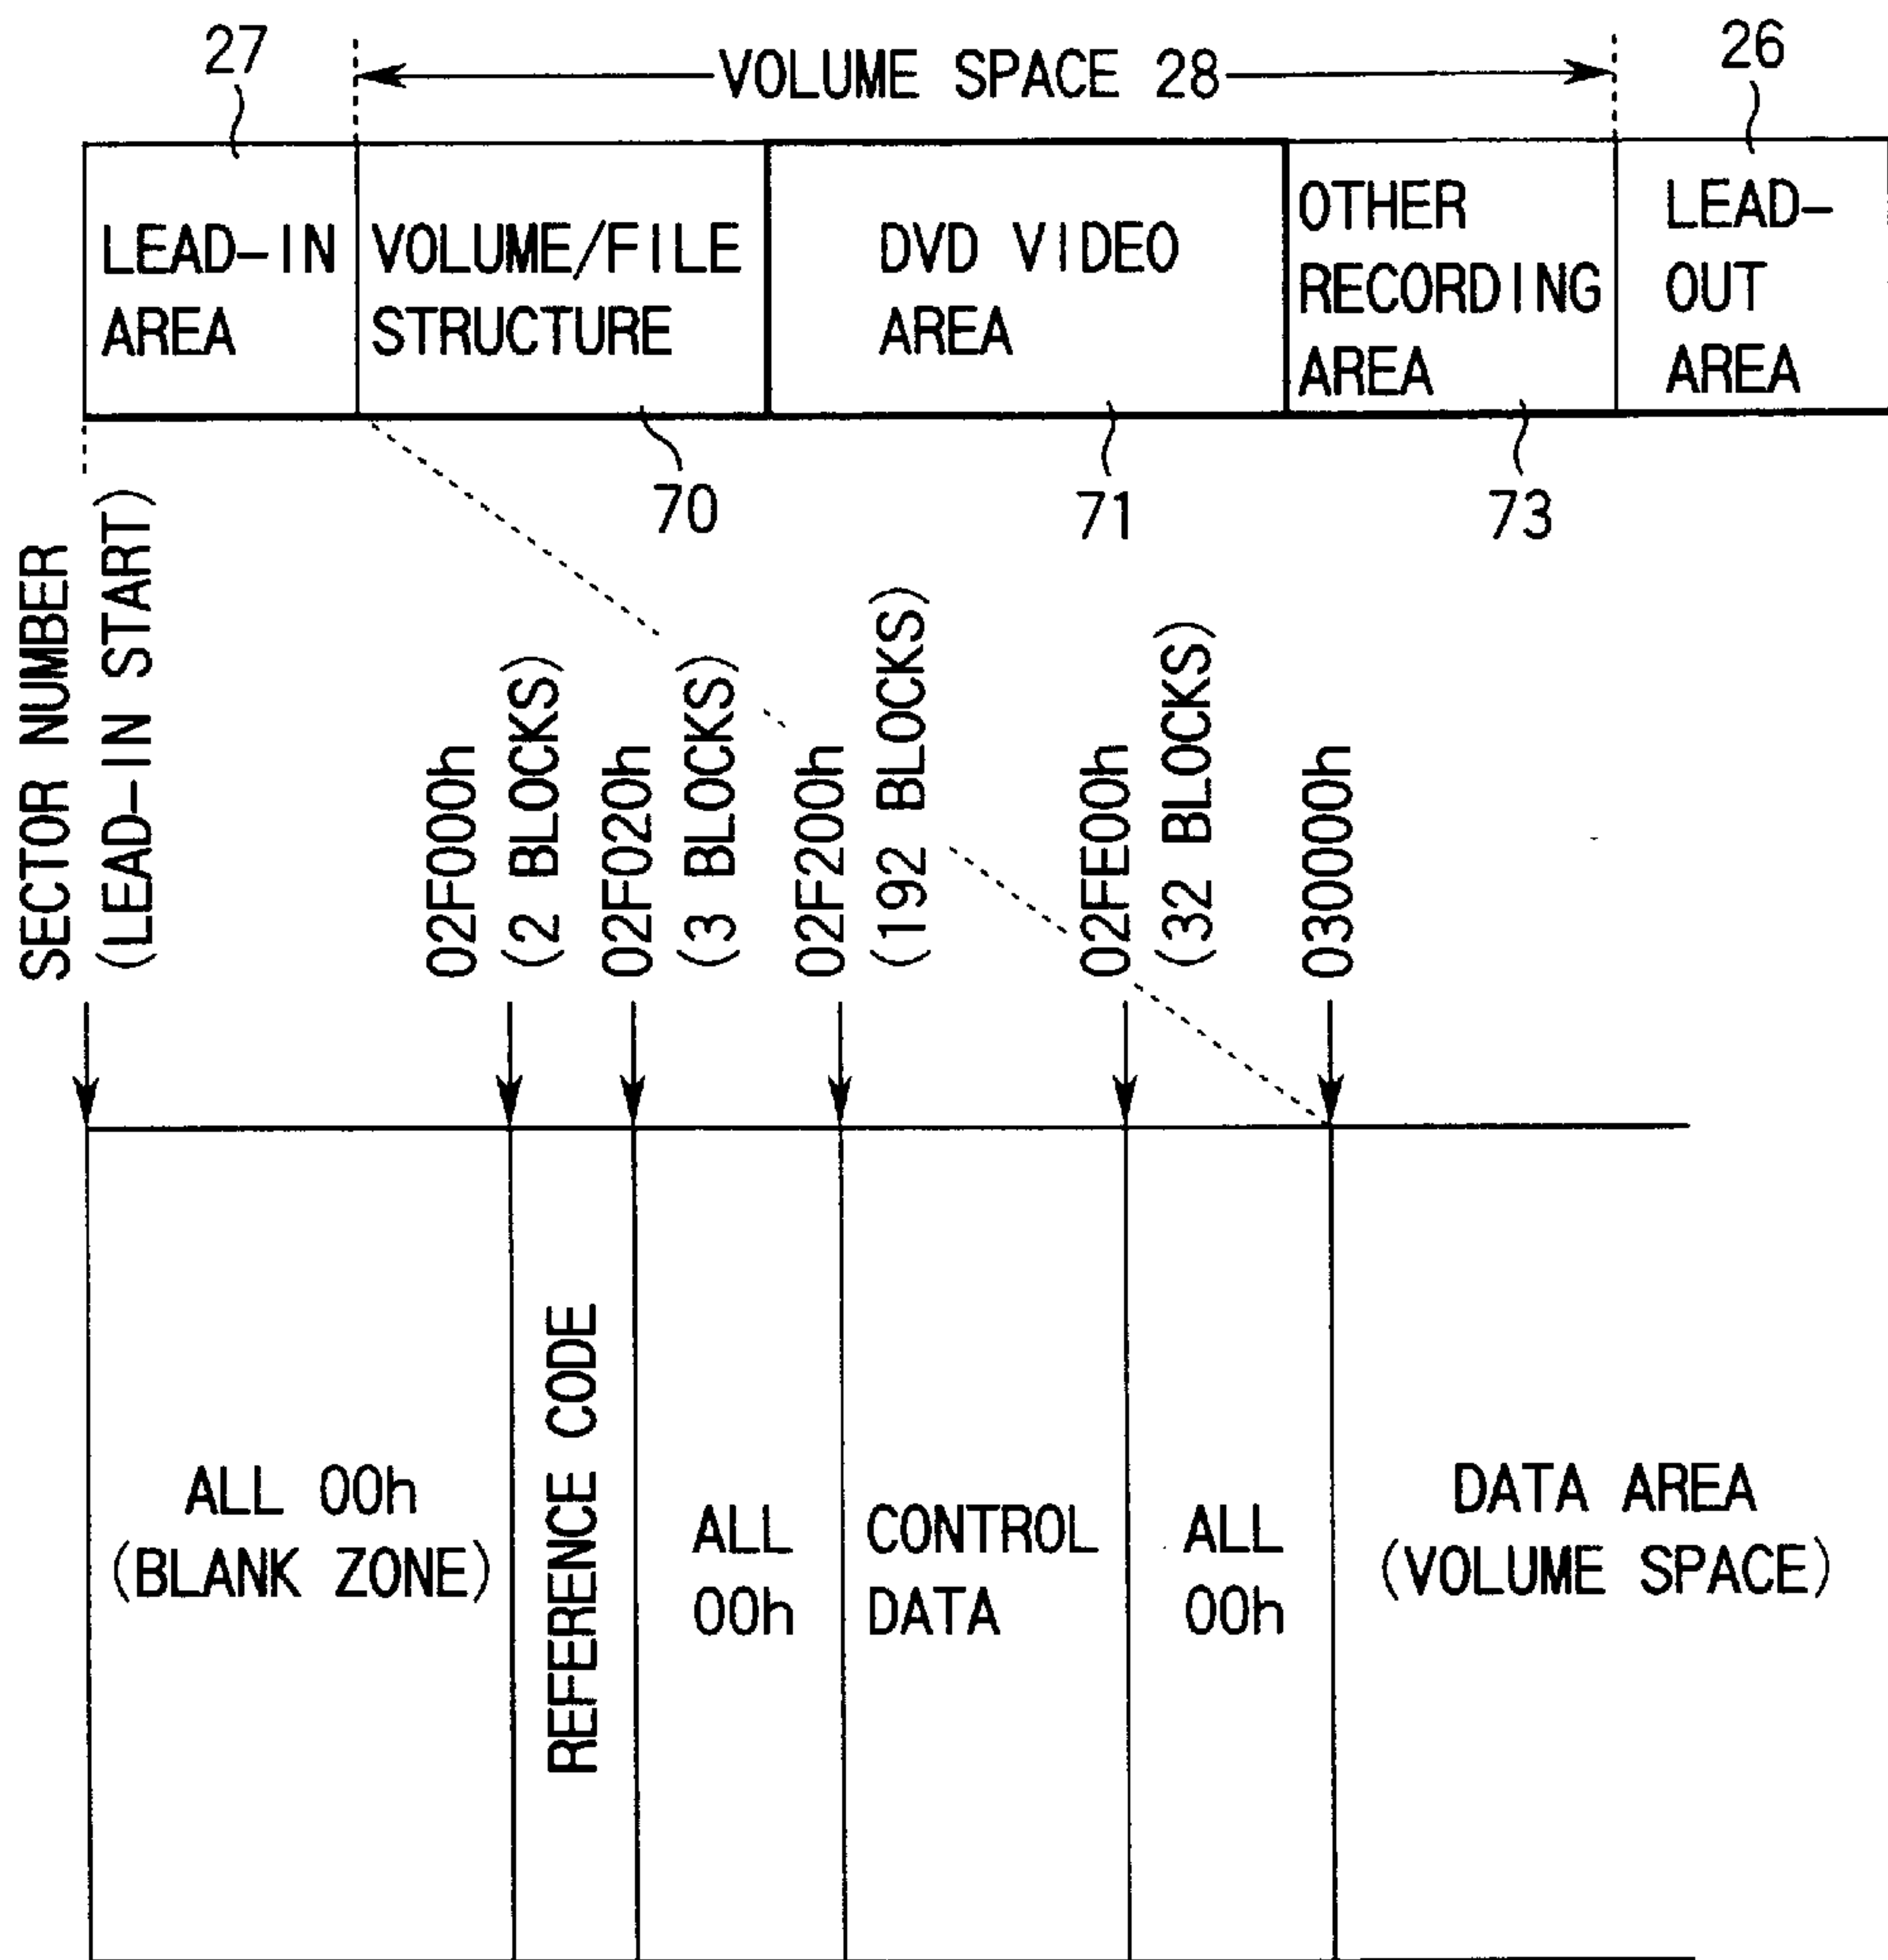 27
VOLUME SPACE 28
26
LEAD-IN
AREA
VOLUME/FILE
STRUCTURE
DVD VIDEO
AREA
OTHER
RECORDING
AREA
LEAD-
OUT
AREA
70
71
73
SECTOR NUMBER
(LEAD-IN START)
02F000h
(2 BLOCKS)
02F020h
(3 BLOCKS)
02F200h
(192 BLOCKS)
02FE00h
(32 BLOCKS)
030000h
ALL 00h
(BLANK ZONE)
REFERENCE CODE
ALL
00h
CONTROL
DATA
ALL
00h
DATA AREA
(VOLUME SPACE)